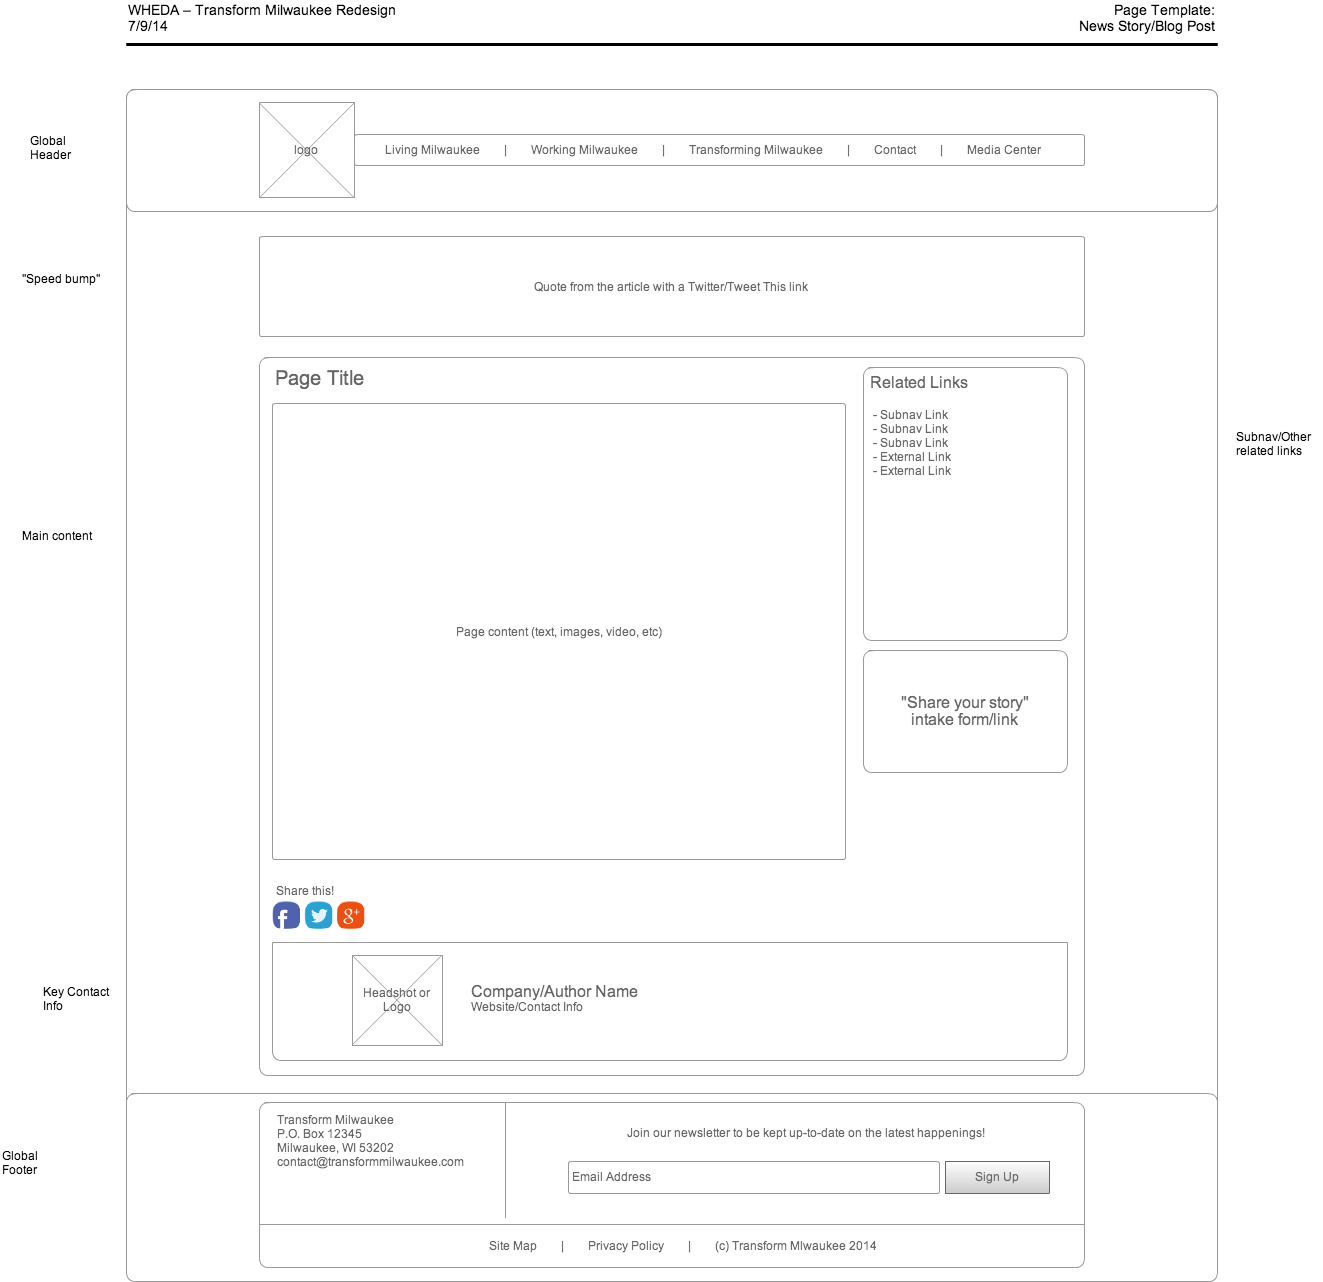 WHEDA – Transform Milwaukee Redesign
7/9/14
Page Template:
News Story/Blog Post
Global
Header
logo
Living Milwaukee | Working Milwaukee | Transforming Milwaukee | Contact | Media Center
"Speed bump"
Quote from the article with a Twitter/Tweet This link
Page Title
Related Links
- Subnav Link
- Subnav Link
- Subnav Link
- External Link
- External Link
Subnav/Other
related links
Main content
Page content (text, images, video, etc)
"Share your story"
intake form/link
Share this!
Key Contact
Info
Headshot or
Logo
Company/Author Name
Website/Contact Info
Global
Footer
Transform Milwaukee
P.O. Box 12345
Milwaukee, WI 53202
contact@transformmilwaukee.com
Join our newsletter to be kept up-to-date on the latest happenings!
Email Address
Sign Up
Site Map | Privacy Policy | (c) Transform Mlwaukee 2014